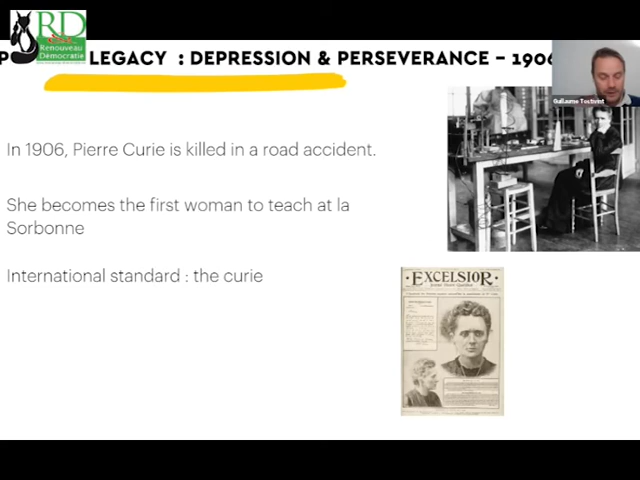 RD
Renouveau
Démocratie
P LEGACY : DEPRESSION & PERSEVERANCE – 1906
Guillaume Testivint
In 1906, Pierre Curie is killed in a road accident.
She becomes the first woman to teach at la
Sorbonne
International standard : the curie
EXCELSIOR